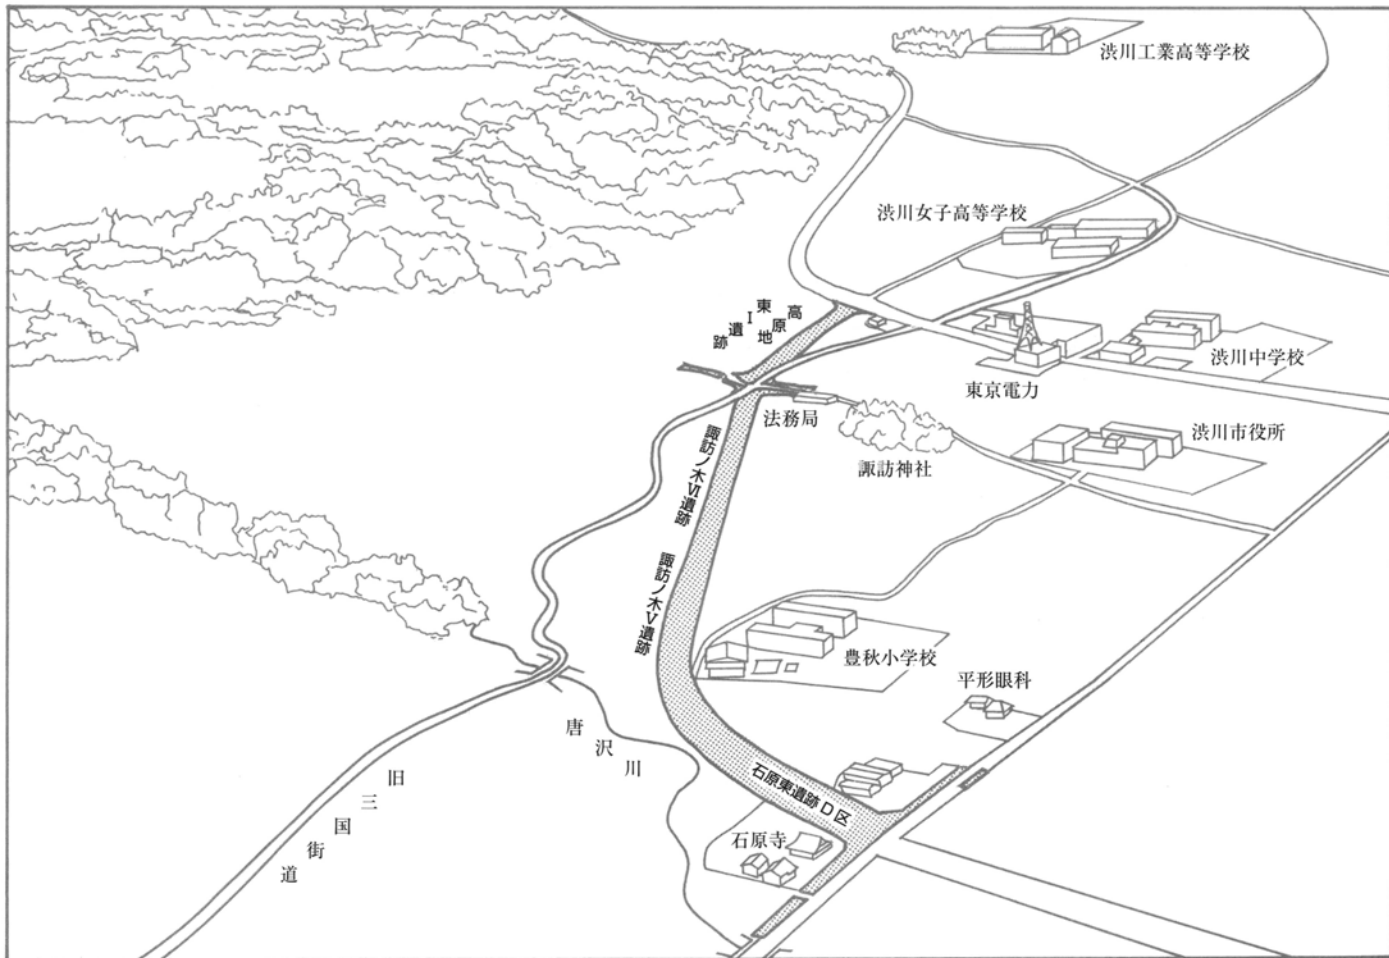 渋川工業高等学校
渋川女子高等学校
高原東地Ⅰ遺跡
渋川中学校
東京電力
法務局
渋川市役所
諏訪神社
諏訪ノ木Ⅵ遺跡
諏訪ノ木Ⅴ遺跡
豊秋小学校
平形眼科
唐沢川
旧三国街道
石原東遺跡D区
石原寺